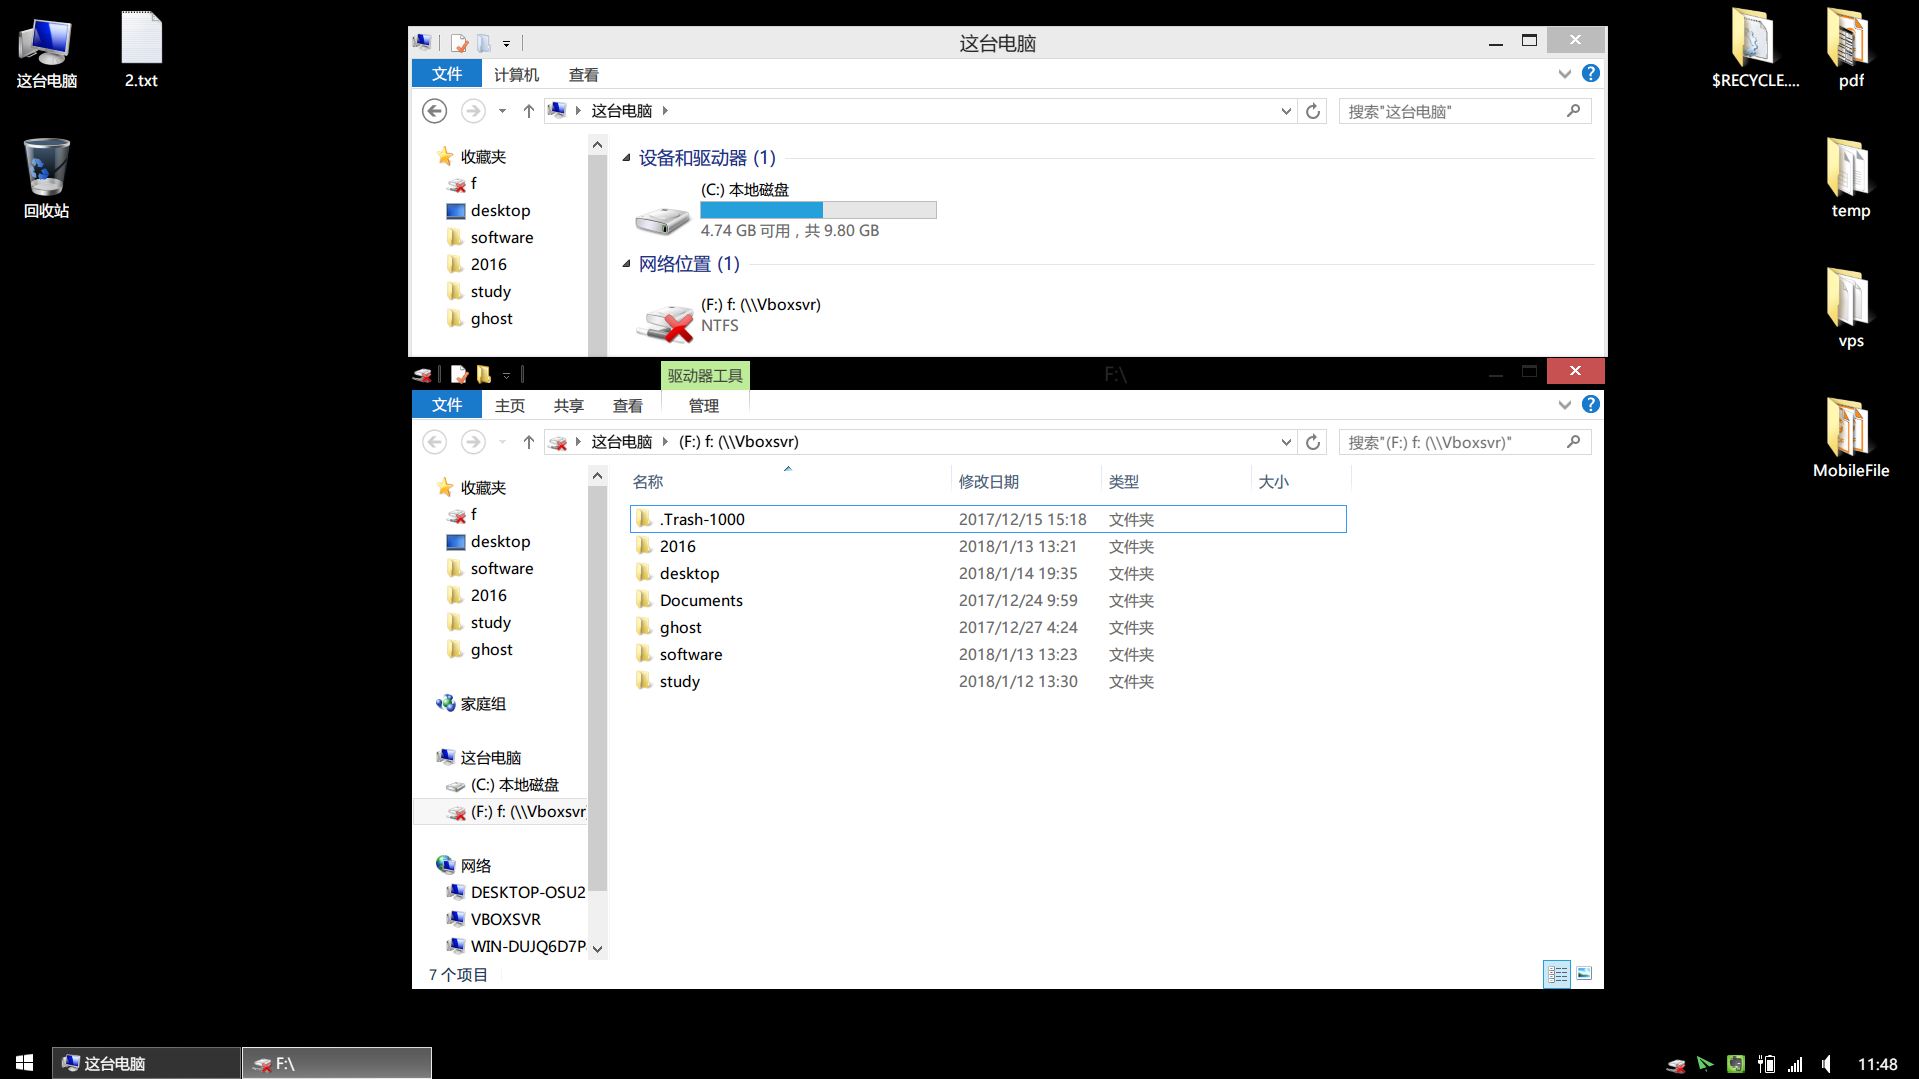 这台电脑
2.txt
回收站
$RECYCLE....
pdf
temp
vps
MobileFile
这台电脑
文件 计算机 查看
这台电脑
搜索"这台电脑"
收藏夹
f
desktop
software
2016
study
ghost
设备和驱动器 (1)
(C:) 本地磁盘
4.74 GB 可用，共 9.80 GB
网络位置 (1)
(F:) f: (\\Vboxsvr)
NTFS
驱动器工具
F:\
文件 主页 共享 查看 管理
这台电脑 (F:) f: (\\Vboxsvr)
搜索"(F:) f: (\\Vboxsvr)"
收藏夹
f
desktop
software
2016
study
ghost
家庭组
这台电脑
(C:) 本地磁盘
(F:) f: (\\Vboxsvr)
网络
DESKTOP-OSU2
VBOXSVR
WIN-DUJQ6D7P
名称 修改日期 类型 大小
.Trash-1000 2017/12/15 15:18 文件夹
2016 2018/1/13 13:21 文件夹
desktop 2018/1/14 19:35 文件夹
Documents 2017/12/24 9:59 文件夹
ghost 2017/12/27 4:24 文件夹
software 2018/1/13 13:23 文件夹
study 2018/1/12 13:30 文件夹
7 个项目
这台电脑
F:\
11:48